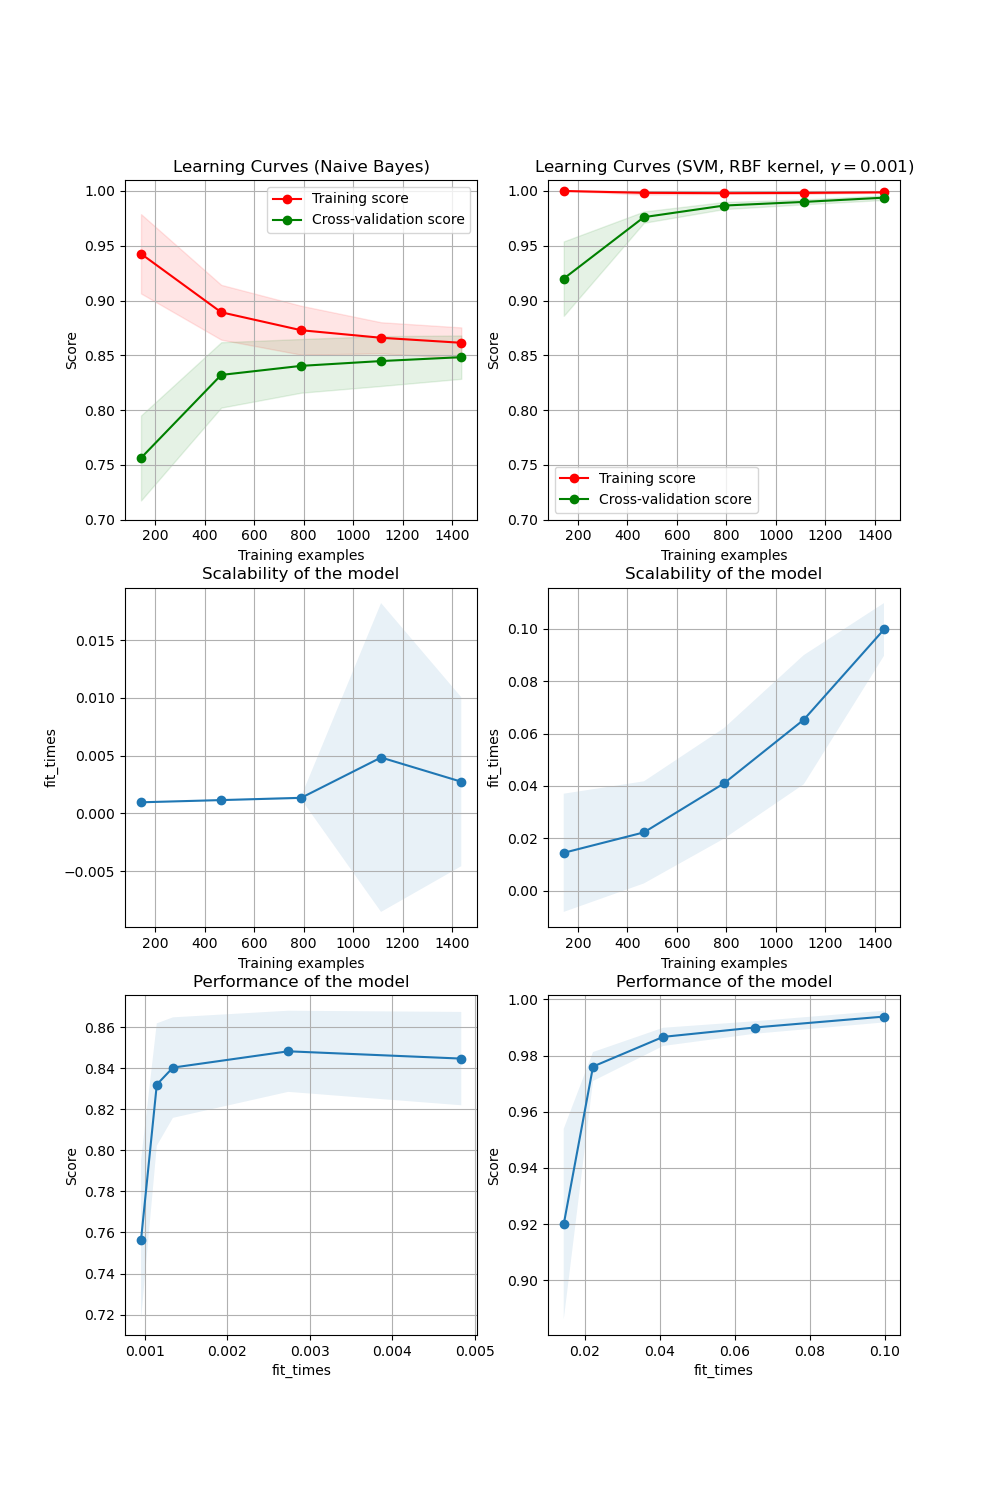 Learning Curves (Naive Bayes)
1.00
0.95
0.90
0.85
0.80
0.75
0.70
Score
Training score
Cross-validation score
200 400 600 800 1000 1200 1400
Training examples
Learning Curves (SVM, RBF kernel, γ = 0.001)
1.00
0.95
0.90
0.85
0.80
0.75
0.70
Score
Training score
Cross-validation score
200 400 600 800 1000 1200 1400
Training examples
Scalability of the model
0.015
0.010
0.005
0.000
−0.005
fit_times
200 400 600 800 1000 1200 1400
Training examples
Scalability of the model
0.10
0.08
0.06
0.04
0.02
0.00
fit_times
200 400 600 800 1000 1200 1400
Training examples
Performance of the model
0.86
0.84
0.82
0.80
0.78
0.76
0.74
0.72
Score
0.001 0.002 0.003 0.004 0.005
fit_times
Performance of the model
1.00
0.98
0.96
0.94
0.92
0.90
Score
0.02 0.04 0.06 0.08 0.10
fit_times